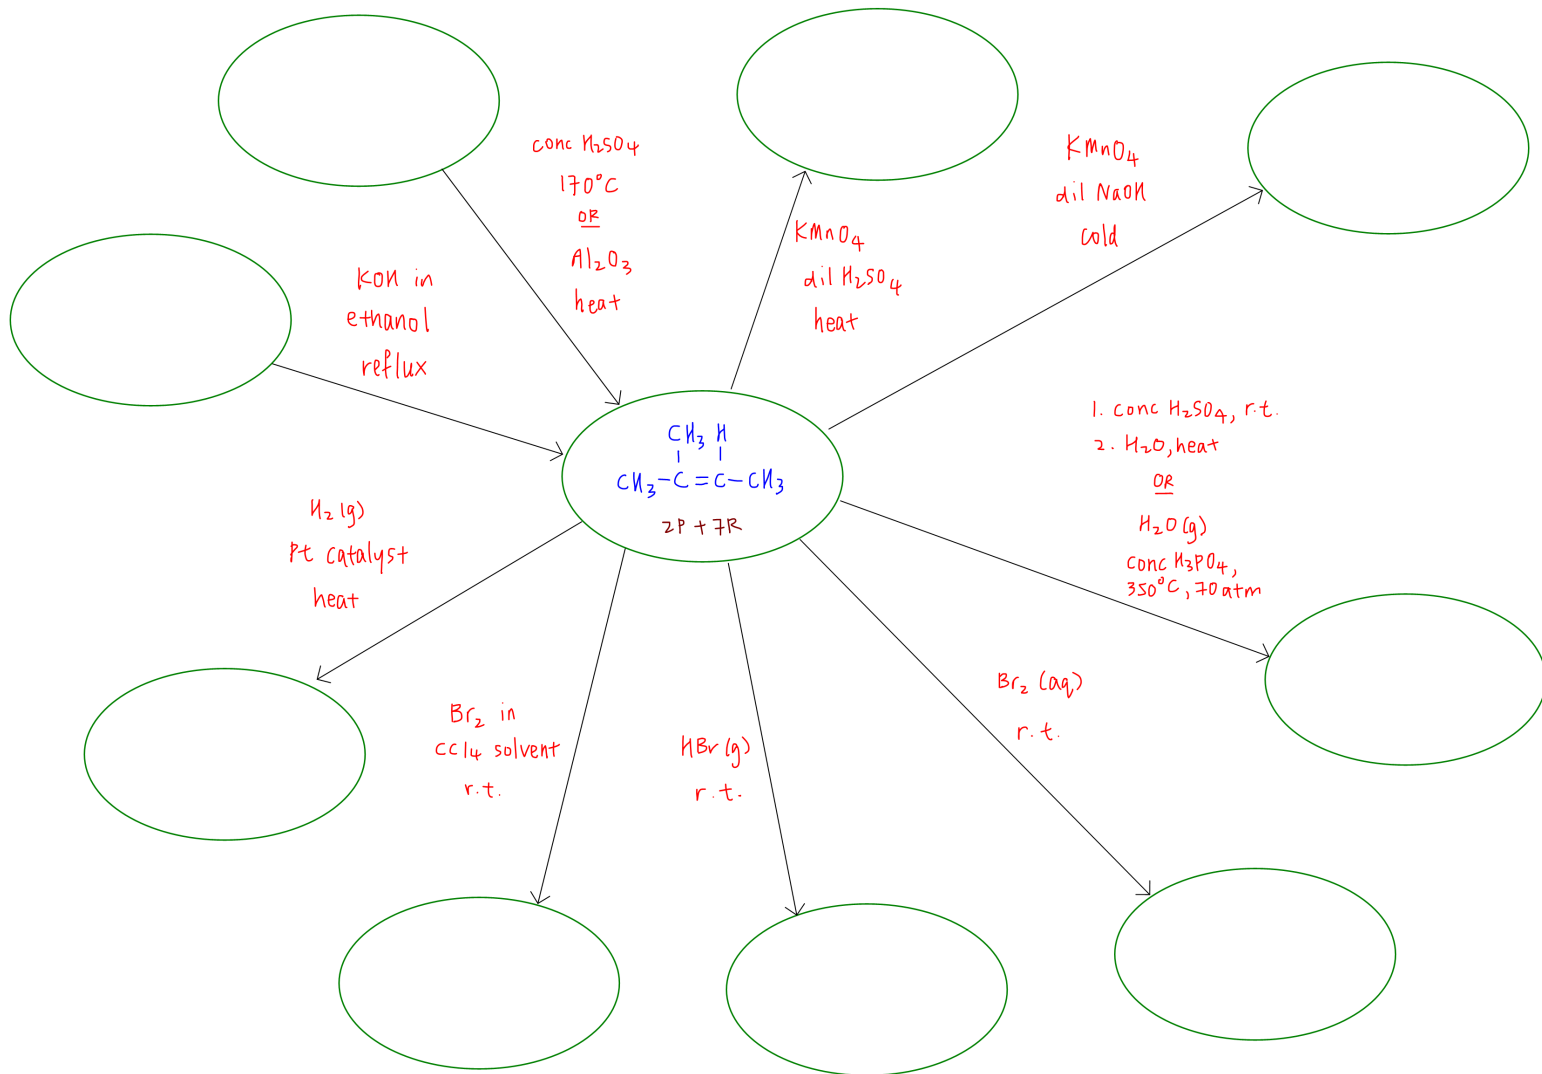 conc H₂SO₄
170°C
OR
Al₂O₃
heat
KMnO₄
dil H₂SO₄
heat
KMnO₄
dil NaOH
cold
KOH in
ethanol
reflux
CH₃ H
CH₃-C=C-CH₃
2P + 7R
1. conc H₂SO₄, r.t.
2. H₂O, heat
OR
H₂O(g)
conc H₃PO₄,
350°C, 70 atm
H₂(g)
Pt catalyst
heat
Br₂ in
CCl₄ solvent
r.t.
HBr(g)
r.t.
Br₂ (aq)
r.t.